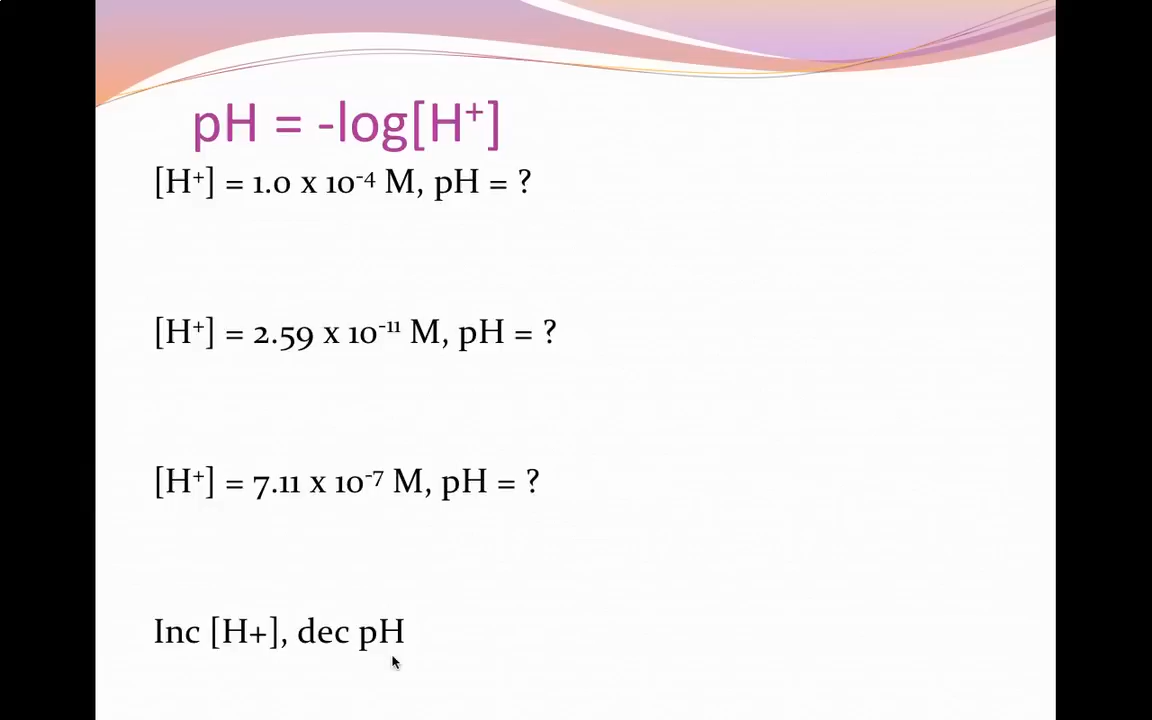 pH = -log[H⁺]
[H⁺] = 1.0 x 10⁻⁴ M, pH = ?
[H⁺] = 2.59 x 10⁻¹¹ M, pH = ?
[H⁺] = 7.11 x 10⁻⁷ M, pH = ?
Inc [H+], dec pH